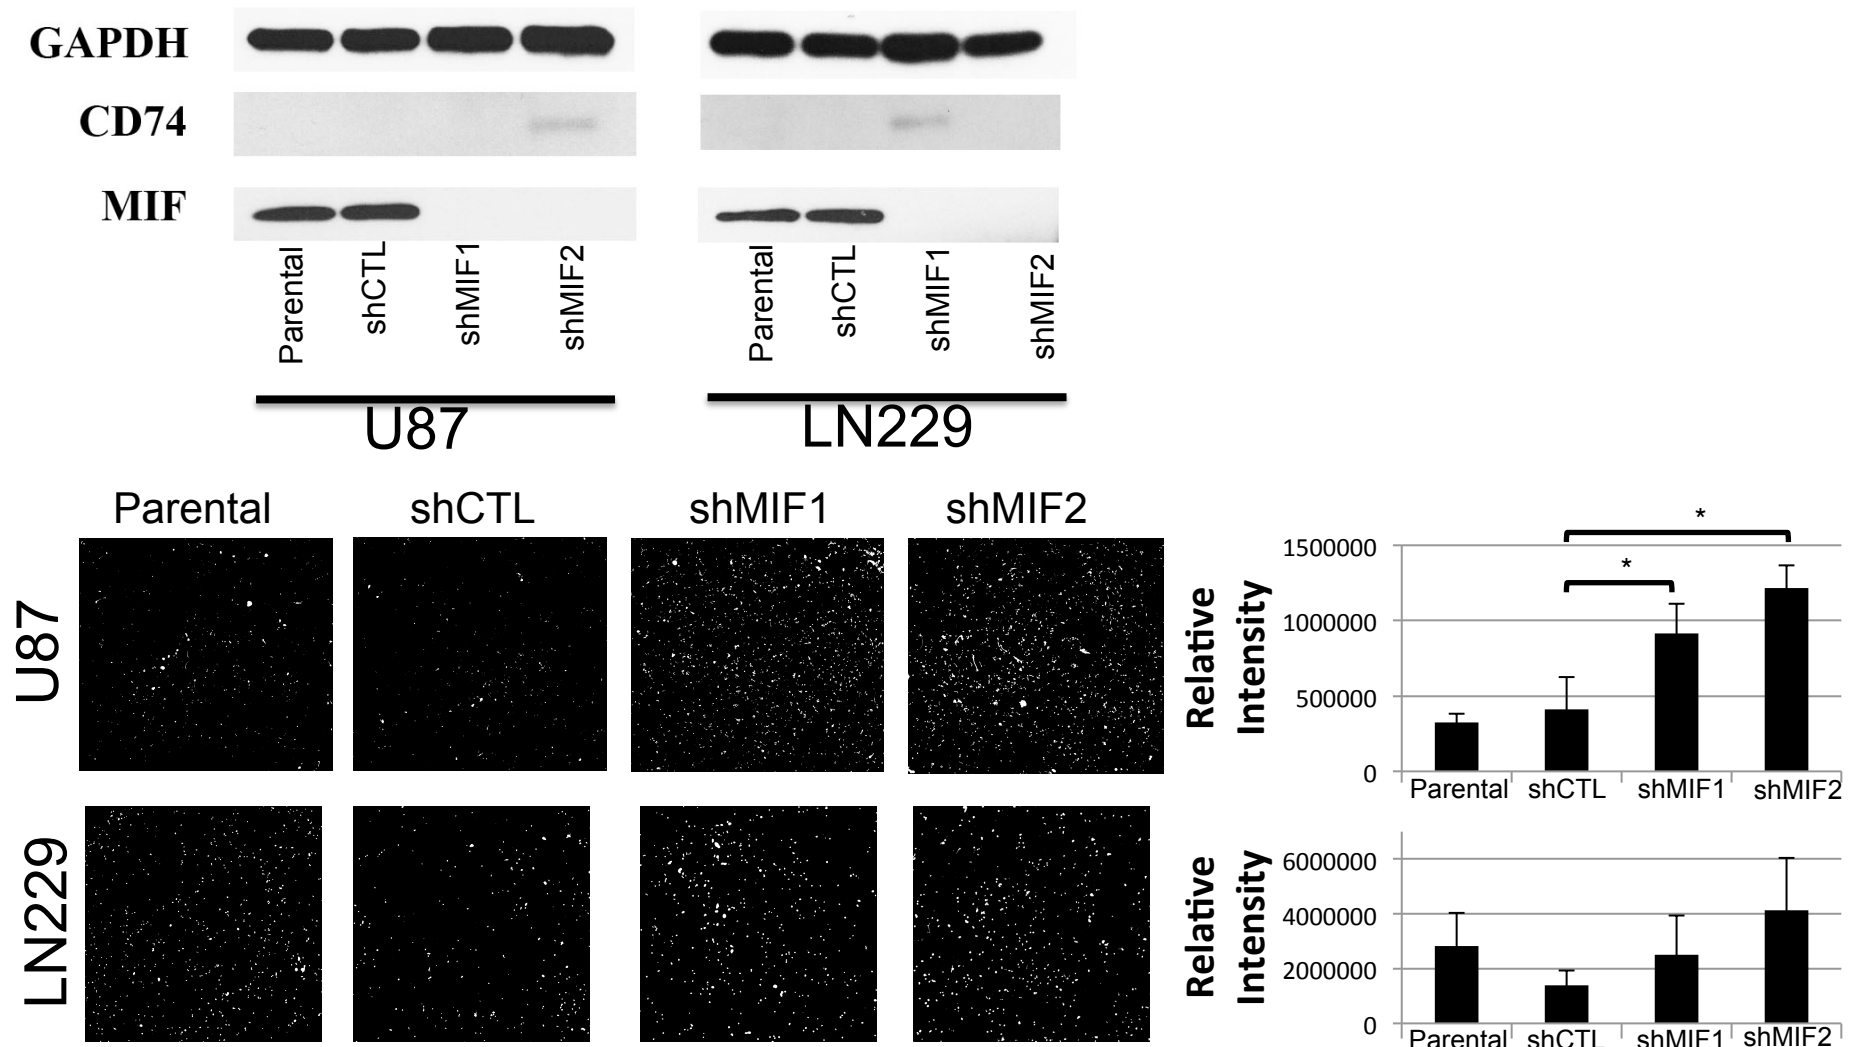 GAPDH
CD74
MIF
Parental
shCTL
shMIF1
shMIF2
Parental
shCTL
shMIF1
shMIF2
U87
LN229
Parental
shCTL
shMIF1
shMIF2
U87
LN229
Relative
Intensity
1500000
1000000
500000
0
*
*
Parental
shCTL
shMIF1
shMIF2
Relative
Intensity
6000000
4000000
2000000
0
Parental
shCTL
shMIF1
shMIF2